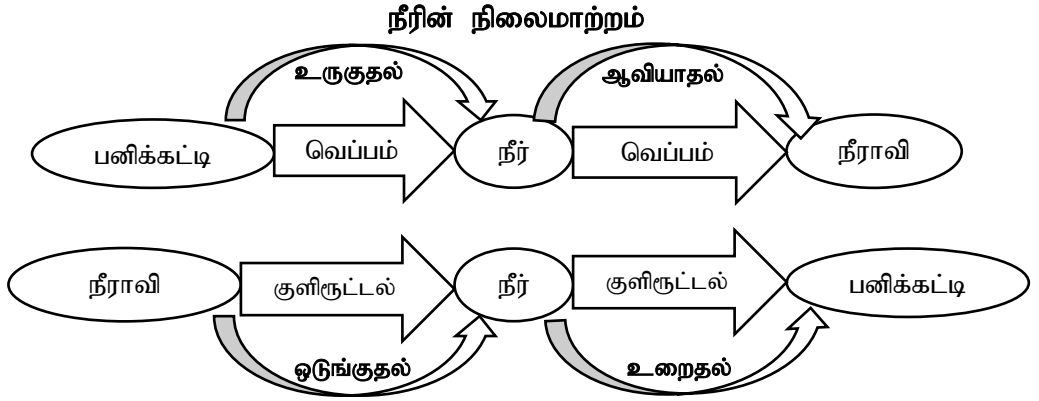 நீரின் நிலைமாற்றம்
உருகுதல் ஆவியாதல்
பனிக்கட்டி வெப்பம் நீர் வெப்பம் நீராவி
நீராவி குளிரூட்டல் நீர் குளிரூட்டல் பனிக்கட்டி
ஒடுங்குதல் உறைதல்